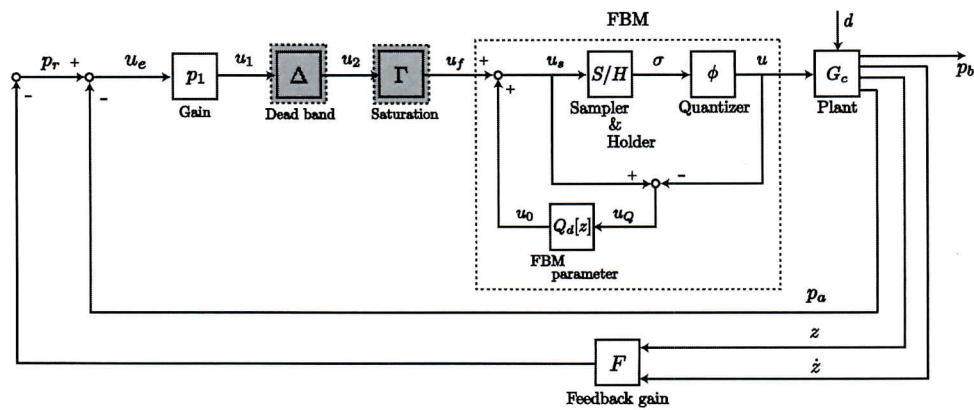 FBM
d
p_r + u_e p_1 u_1 Δ u_2 Γ u_f + u_s S/H σ ϕ u G_c p_b
- - +
Gain Dead band Saturation Sampler & Holder Quantizer Plant
+ -
u_0 Q_d[z] u_Q
FBM parameter
p_a
z
F ż
Feedback gain